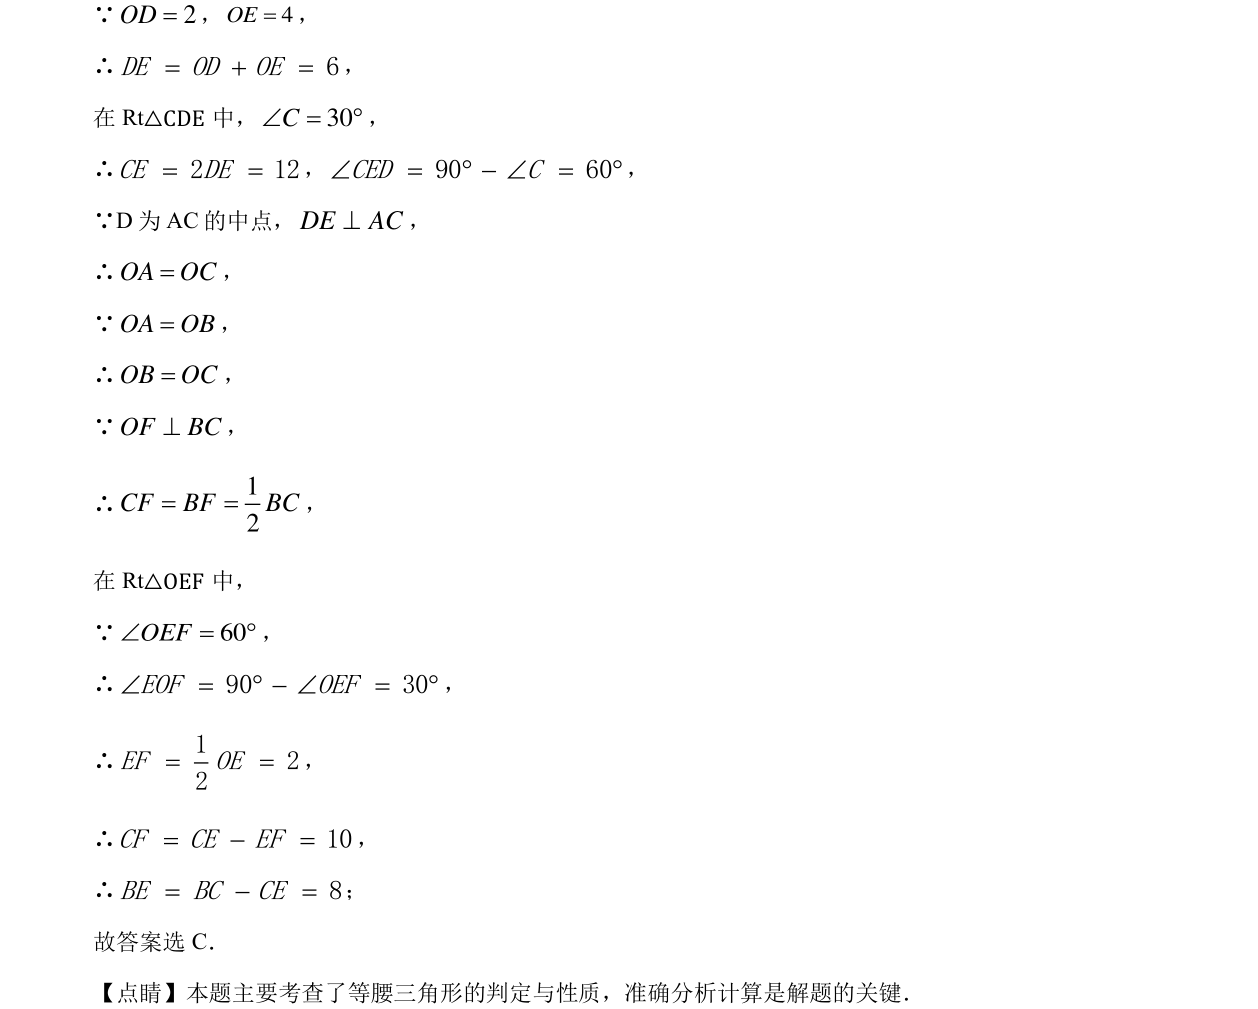 ∵OD=2，OE=4，
∴DE = OD + OE = 6，
在 Rt△CDE 中，∠C=30°，
∴CE = 2DE = 12，∠CED = 90° − ∠C = 60°，
∵D 为 AC 的中点，DE⊥AC，
∴OA=OC，
∵OA=OB，
∴OB=OC，
∵OF⊥BC，
∴CF=BF=\frac{1}{2}BC，
在 Rt△OEF 中，
∵∠OEF=60°，
∴∠EOF = 90° − ∠OEF = 30°，
∴EF = \frac{1}{2}OE = 2，
∴CF = CE − EF = 10，
∴BE = BC − CE = 8；
故答案选 C．
【点睛】本题主要考查了等腰三角形的判定与性质，准确分析计算是解题的关键．